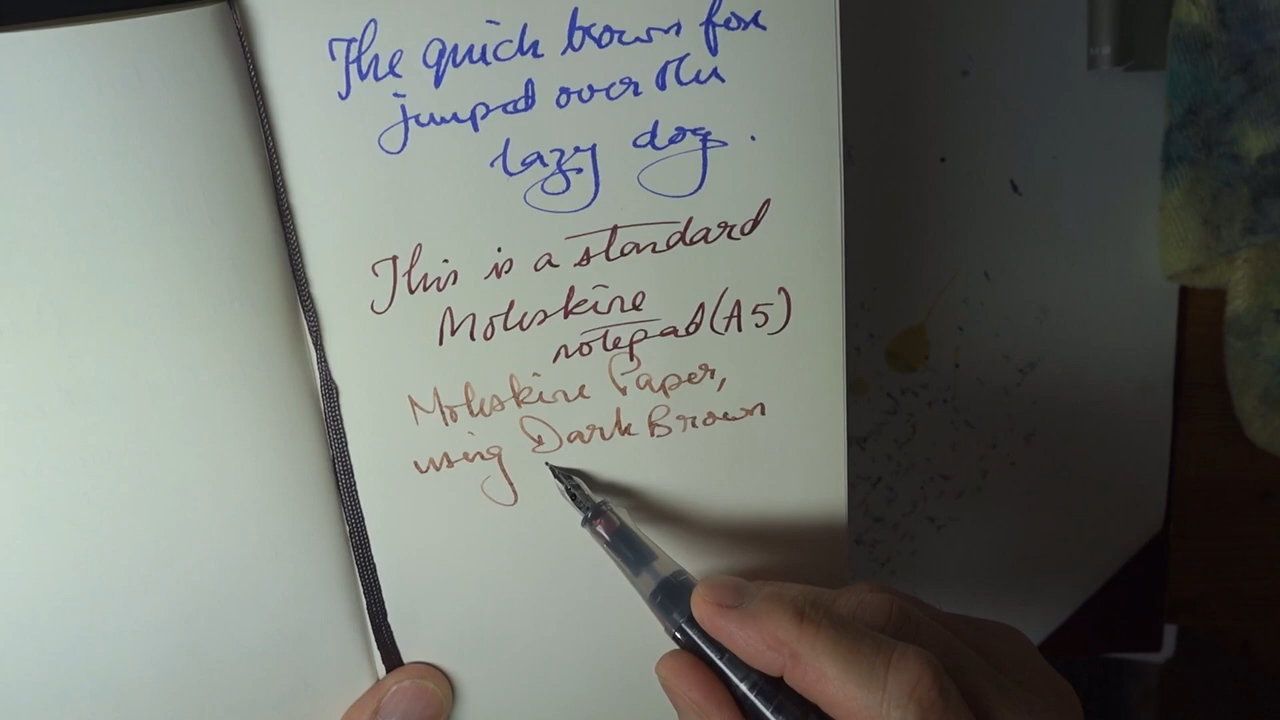 The quick brown fox
jumped over the
lazy dog.
This is a standard
Moleskine
notepad (A5)
Moleskine Paper,
using Dark Brown